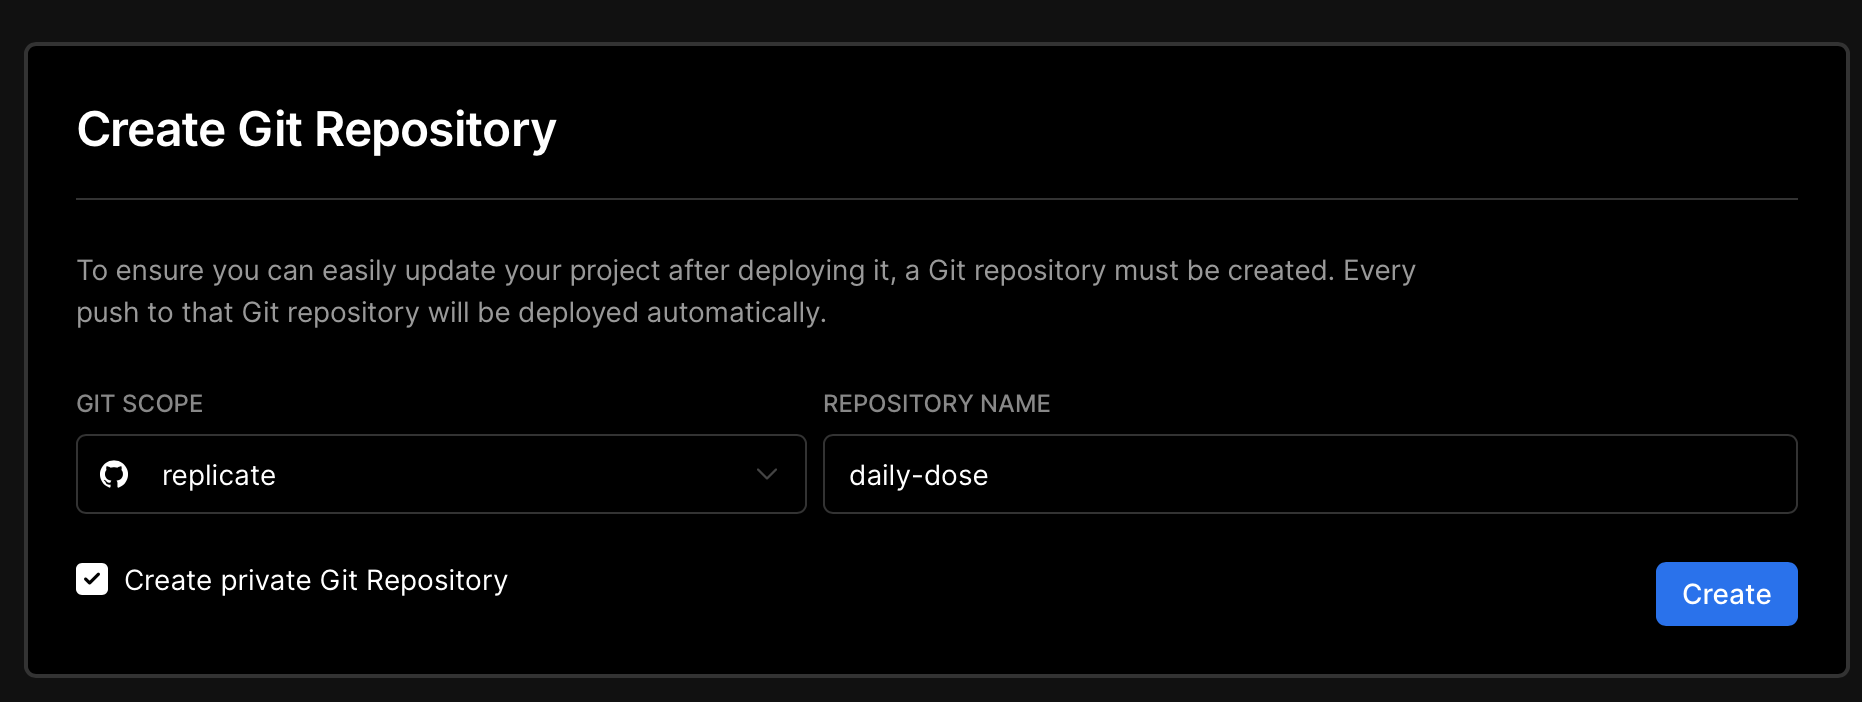 Create Git Repository
To ensure you can easily update your project after deploying it, a Git repository must be created. Every
push to that Git repository will be deployed automatically.
GIT SCOPE
REPOSITORY NAME
replicate
daily-dose
Create private Git Repository
Create